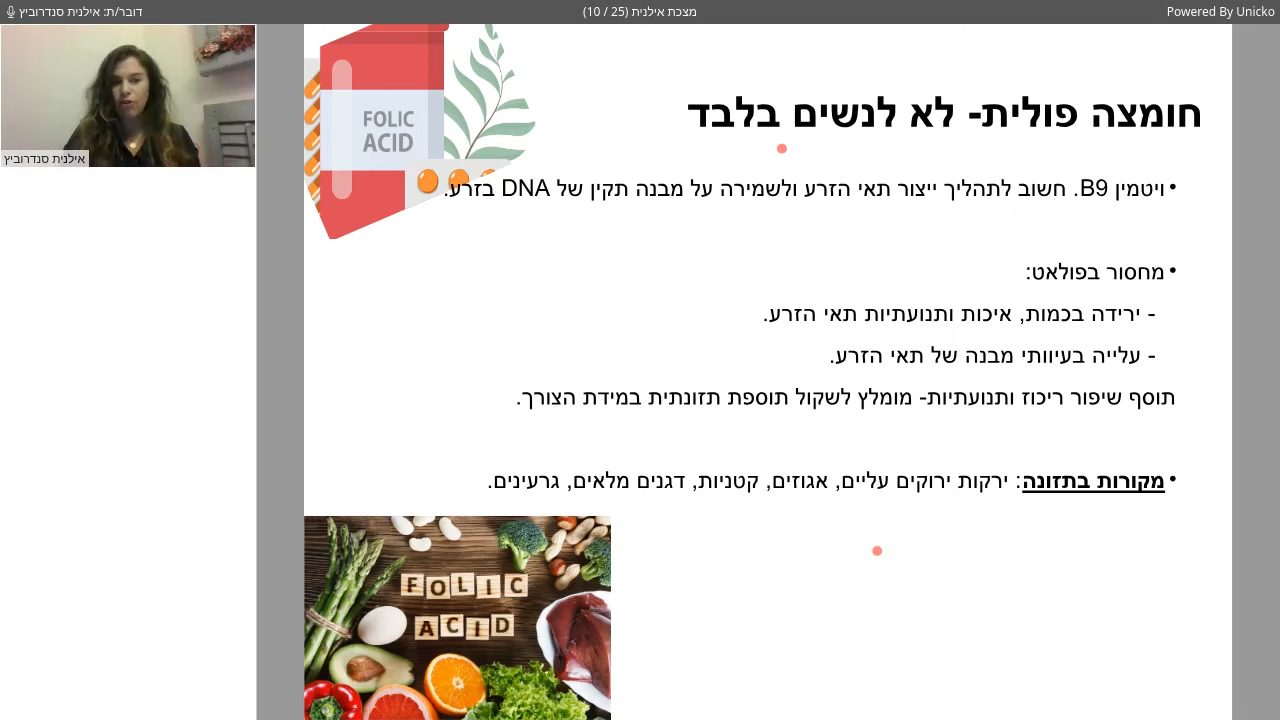 דובר/ת: אילנית סנדרוביץ
מצכת אילנית (25 / 10)
Powered By Unicko
אילנית סנדרוביץ
FOLIC
ACID
חומצה פולית- לא לנשים בלבד
• ויטמין B9. חשוב לתהליך ייצור תאי הזרע ולשמירה על מבנה תקין של DNA בזרע.
• מחסור בפולאט:
- ירידה בכמות, איכות ותנועתיות תאי הזרע.
- עלייה בעיוותי מבנה של תאי הזרע.
תוסף שיפור ריכוז ותנועתיות- מומלץ לשקול תוספת תזונתית במידת הצורך.
• מקורות בתזונה: ירקות ירוקים עליים, אגוזים, קטניות, דגנים מלאים, גרעינים.
FOLIC
ACID